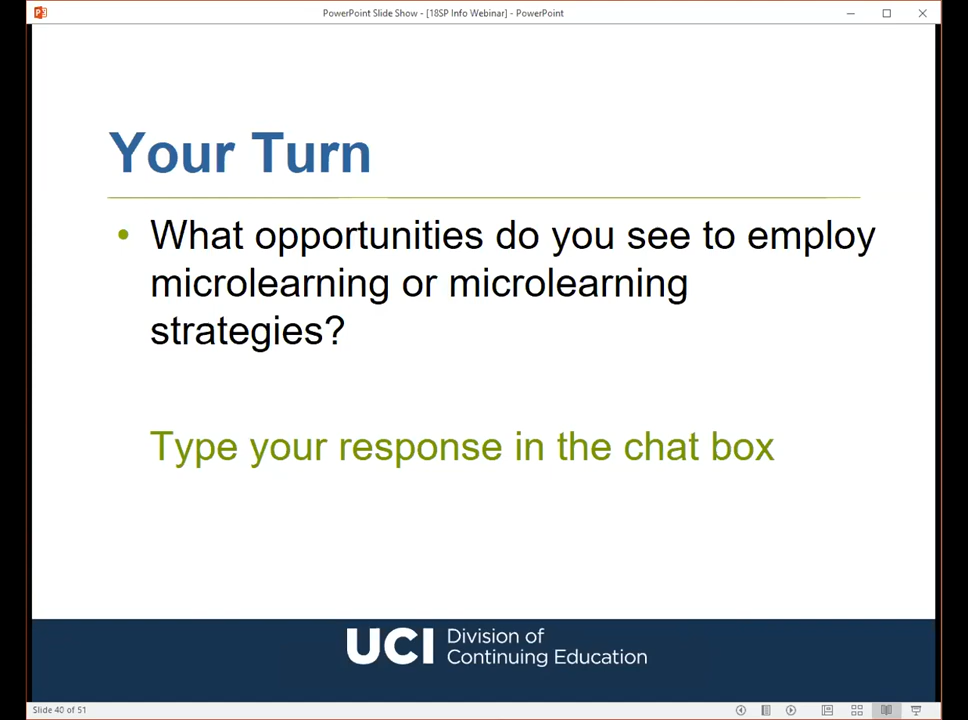 PowerPoint Slide Show - [18SP Info Webinar] - PowerPoint
Your Turn
• What opportunities do you see to employ
microlearning or microlearning
strategies?
Type your response in the chat box
UCI Division of
Continuing Education
Slide 40 of 51